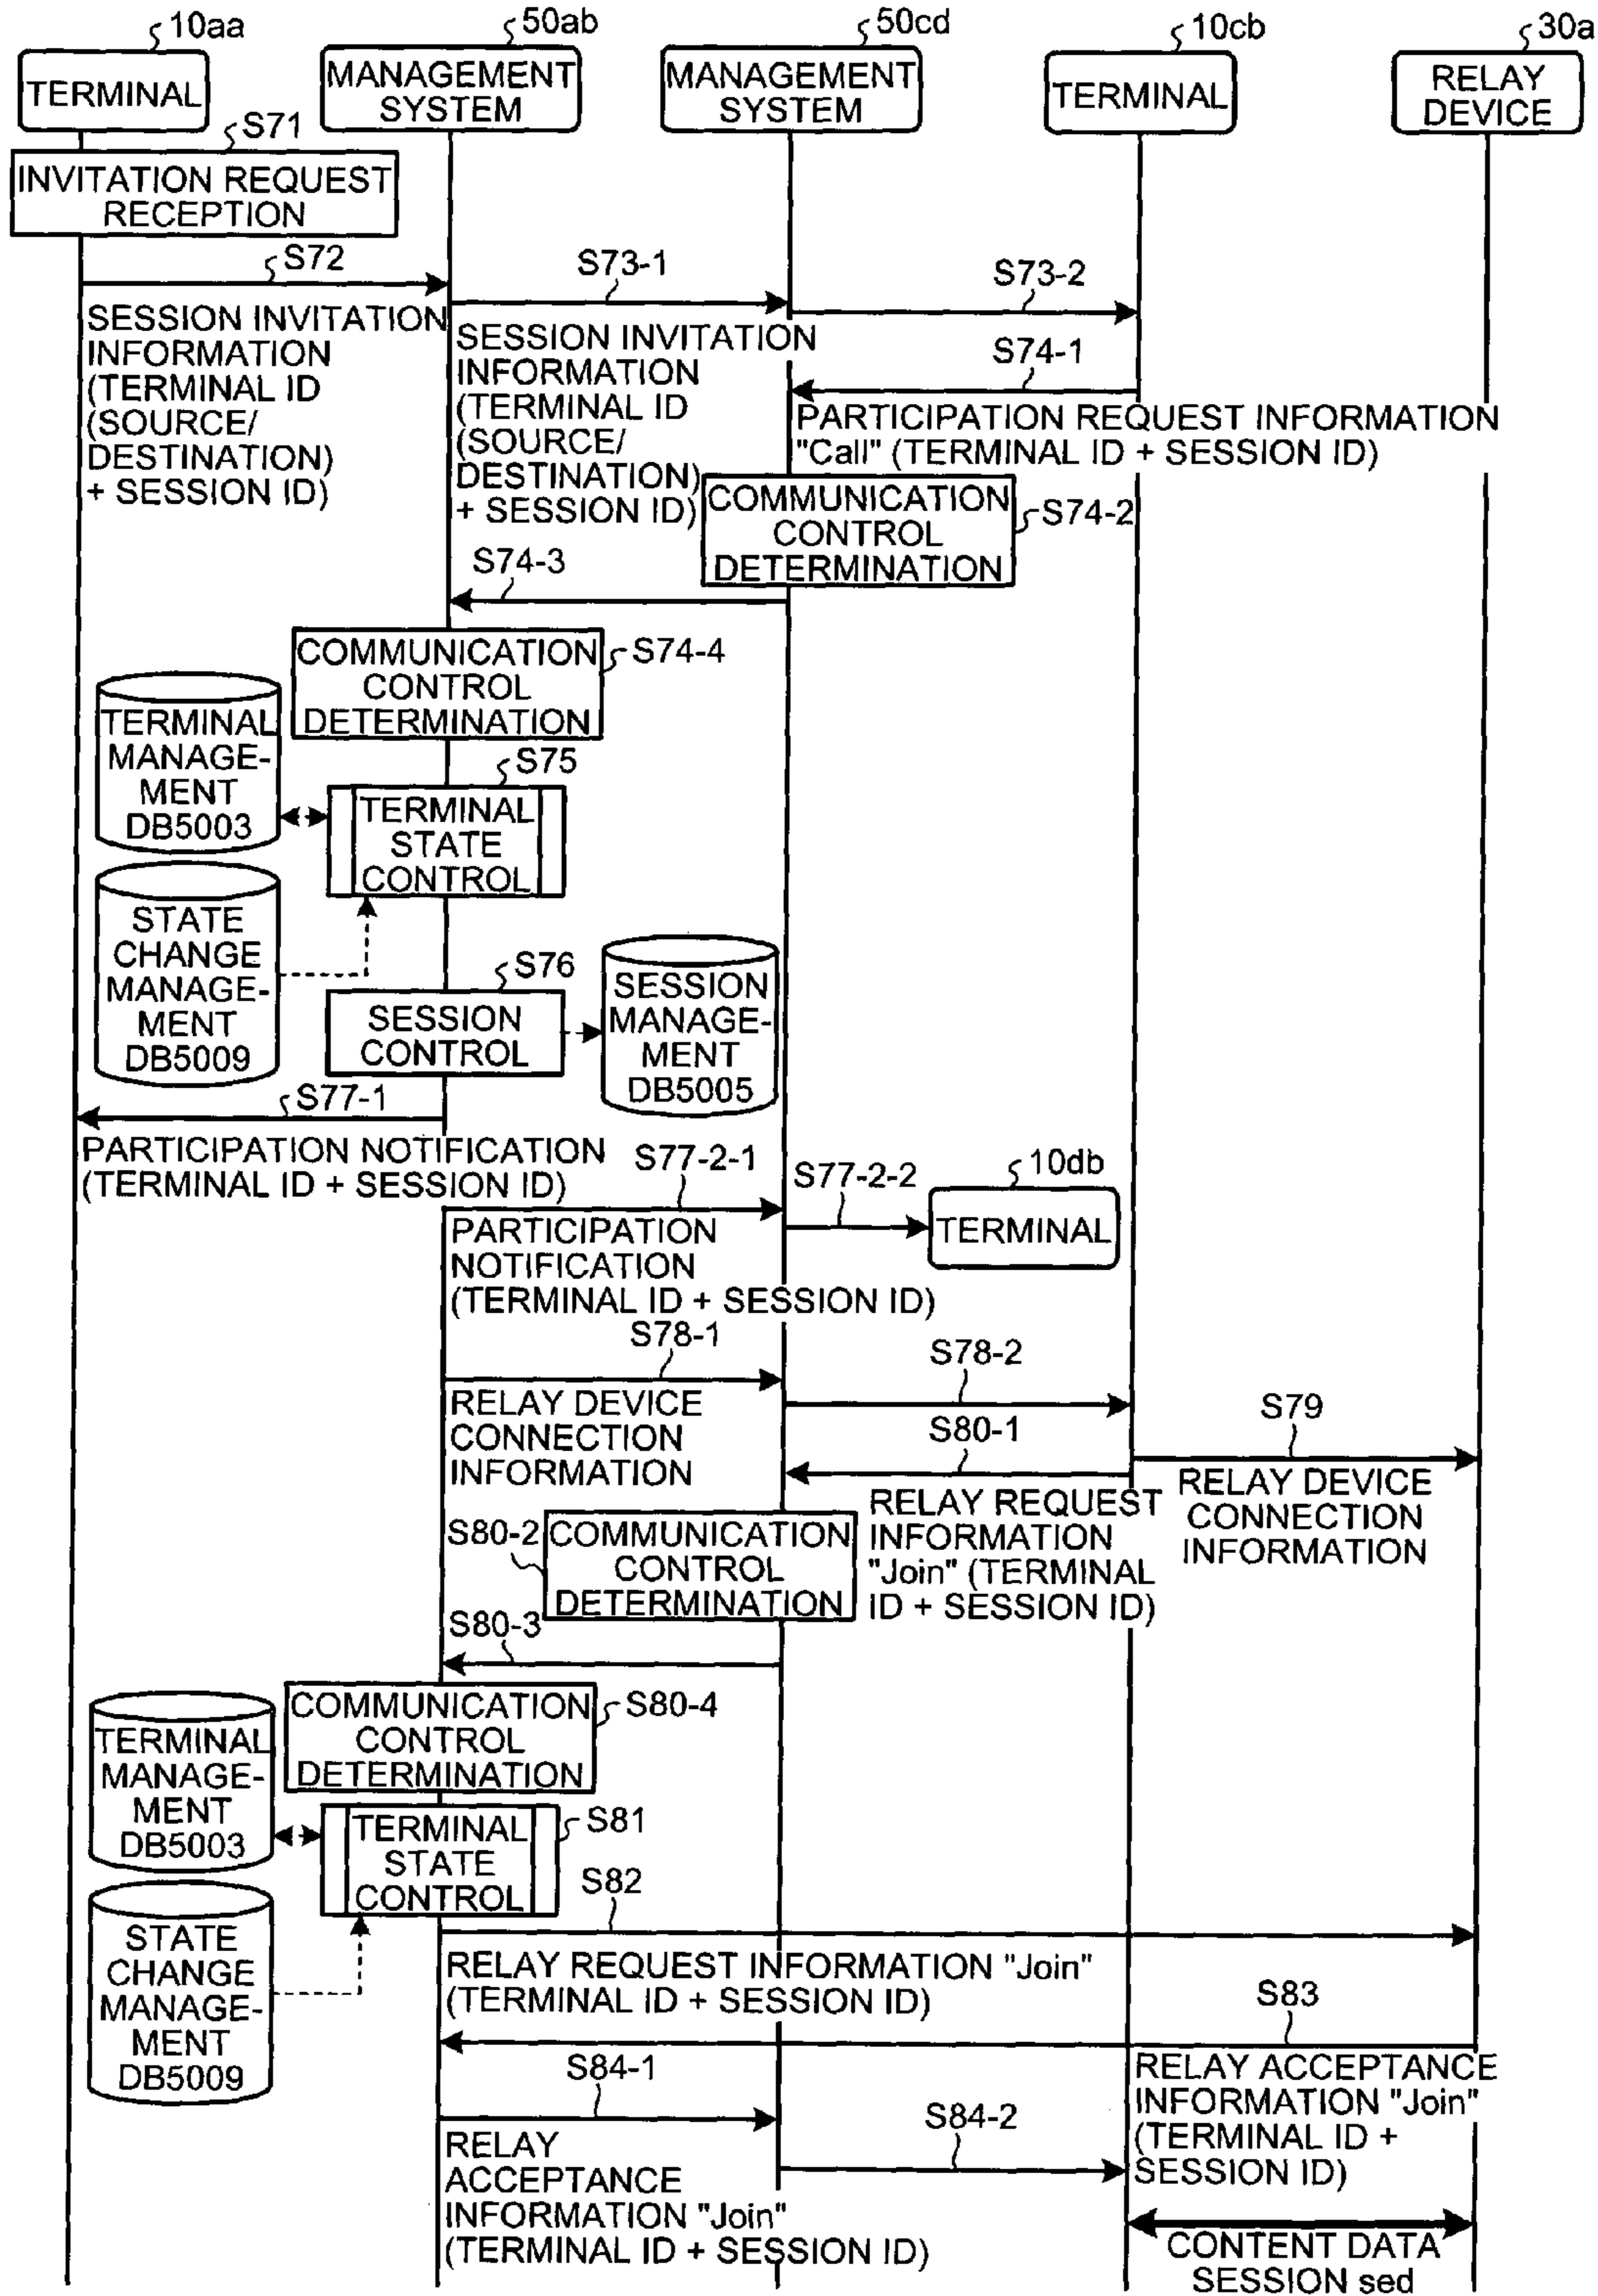 10aa
50ab
50cd
10cb
30a
TERMINAL
MANAGEMENT
SYSTEM
MANAGEMENT
SYSTEM
TERMINAL
RELAY
DEVICE
S71
INVITATION REQUEST
RECEPTION
S72
SESSION INVITATION
INFORMATION
(TERMINAL ID
(SOURCE/
DESTINATION)
+ SESSION ID)
S73-1
SESSION INVITATION
INFORMATION
(TERMINAL ID
(SOURCE/
DESTINATION)
+ SESSION ID)
S73-2
S74-1
PARTICIPATION REQUEST INFORMATION
"Call" (TERMINAL ID + SESSION ID)
COMMUNICATION
CONTROL
DETERMINATION
S74-2
S74-3
COMMUNICATION
CONTROL
DETERMINATION
S74-4
TERMINAL
MANAGE-
MENT
DB5003
S75
TERMINAL
STATE
CONTROL
STATE
CHANGE
MANAGE-
MENT
DB5009
S76
SESSION
CONTROL
SESSION
MANAGE-
MENT
DB5005
S77-1
PARTICIPATION NOTIFICATION
(TERMINAL ID + SESSION ID)
S77-2-1
PARTICIPATION
NOTIFICATION
(TERMINAL ID + SESSION ID)
S77-2-2
10db
TERMINAL
S78-1
RELAY DEVICE
CONNECTION
INFORMATION
S78-2
S79
RELAY DEVICE
CONNECTION
INFORMATION
S80-1
RELAY REQUEST
INFORMATION
"Join" (TERMINAL
ID + SESSION ID)
S80-2
COMMUNICATION
CONTROL
DETERMINATION
S80-3
COMMUNICATION
CONTROL
DETERMINATION
S80-4
TERMINAL
MANAGE-
MENT
DB5003
TERMINAL
STATE
CONTROL
S81
STATE
CHANGE
MANAGE-
MENT
DB5009
S82
RELAY REQUEST INFORMATION "Join"
(TERMINAL ID + SESSION ID)
S83
RELAY ACCEPTANCE
INFORMATION "Join"
(TERMINAL ID +
SESSION ID)
S84-1
RELAY
ACCEPTANCE
INFORMATION "Join"
(TERMINAL ID + SESSION ID)
S84-2
CONTENT DATA
SESSION sed